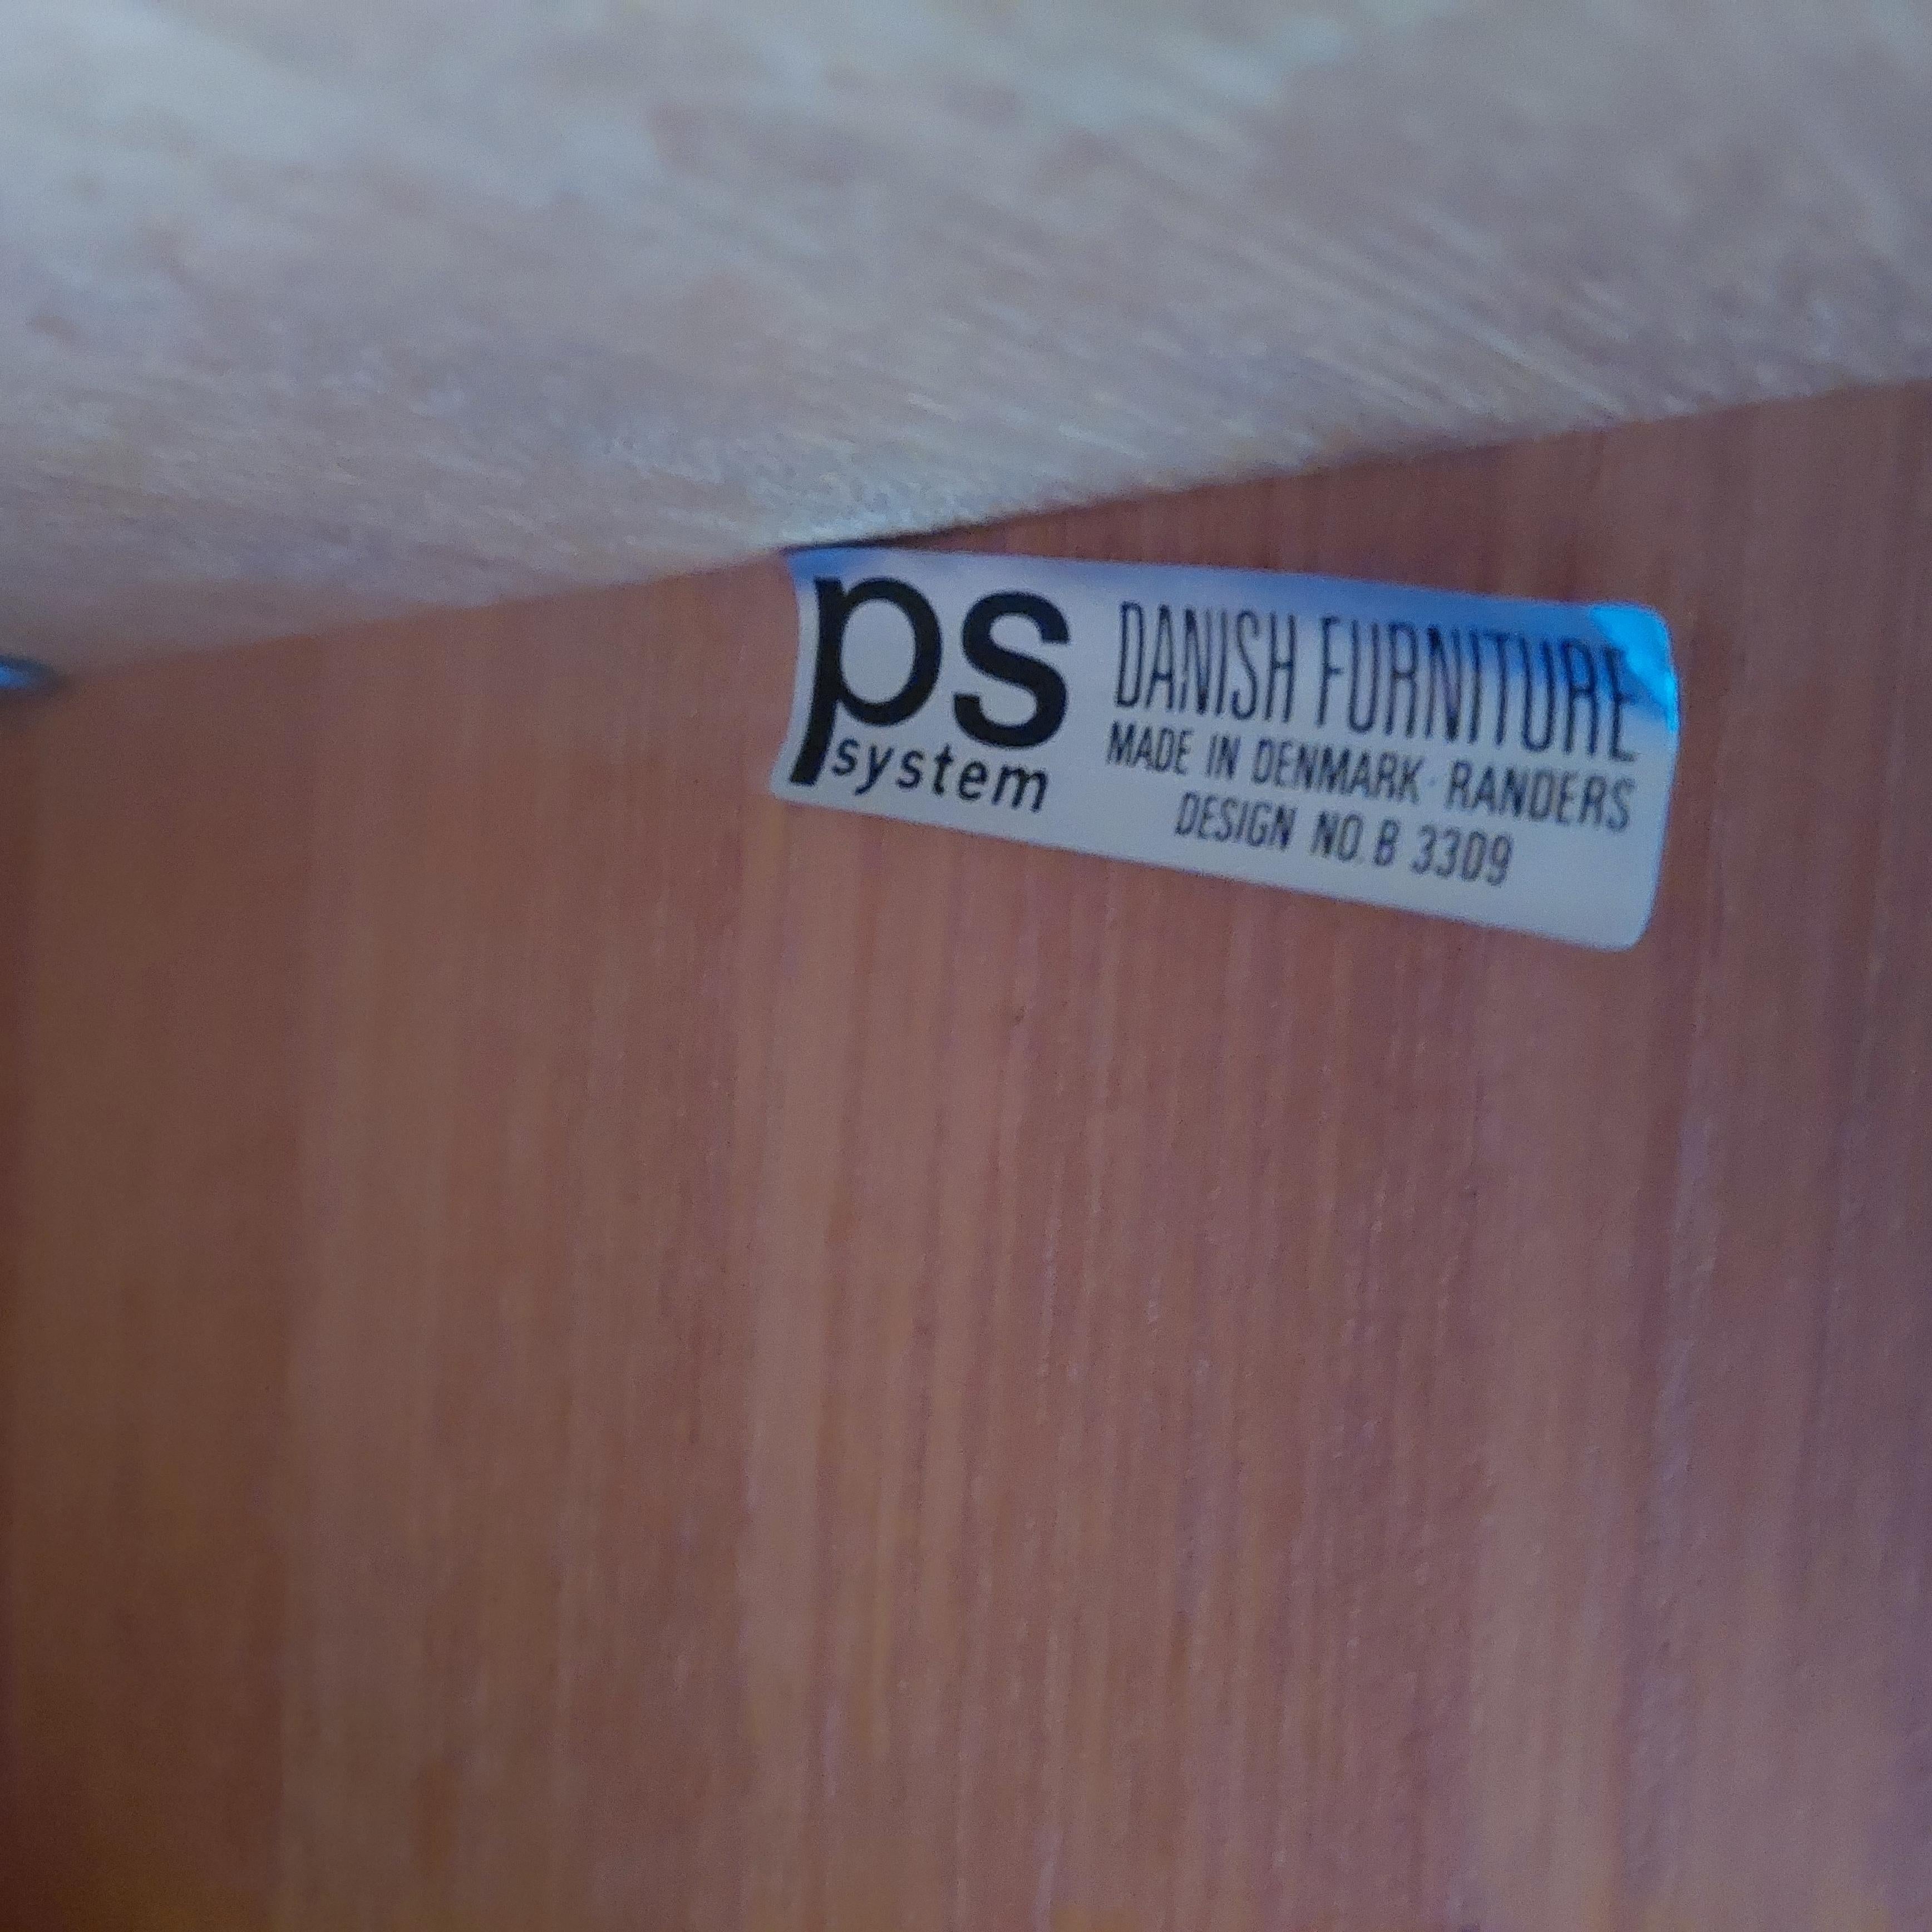 ps
system
DANISH FURNITURE
MADE IN DENMARK · RANDERS
DESIGN NO. B 3309